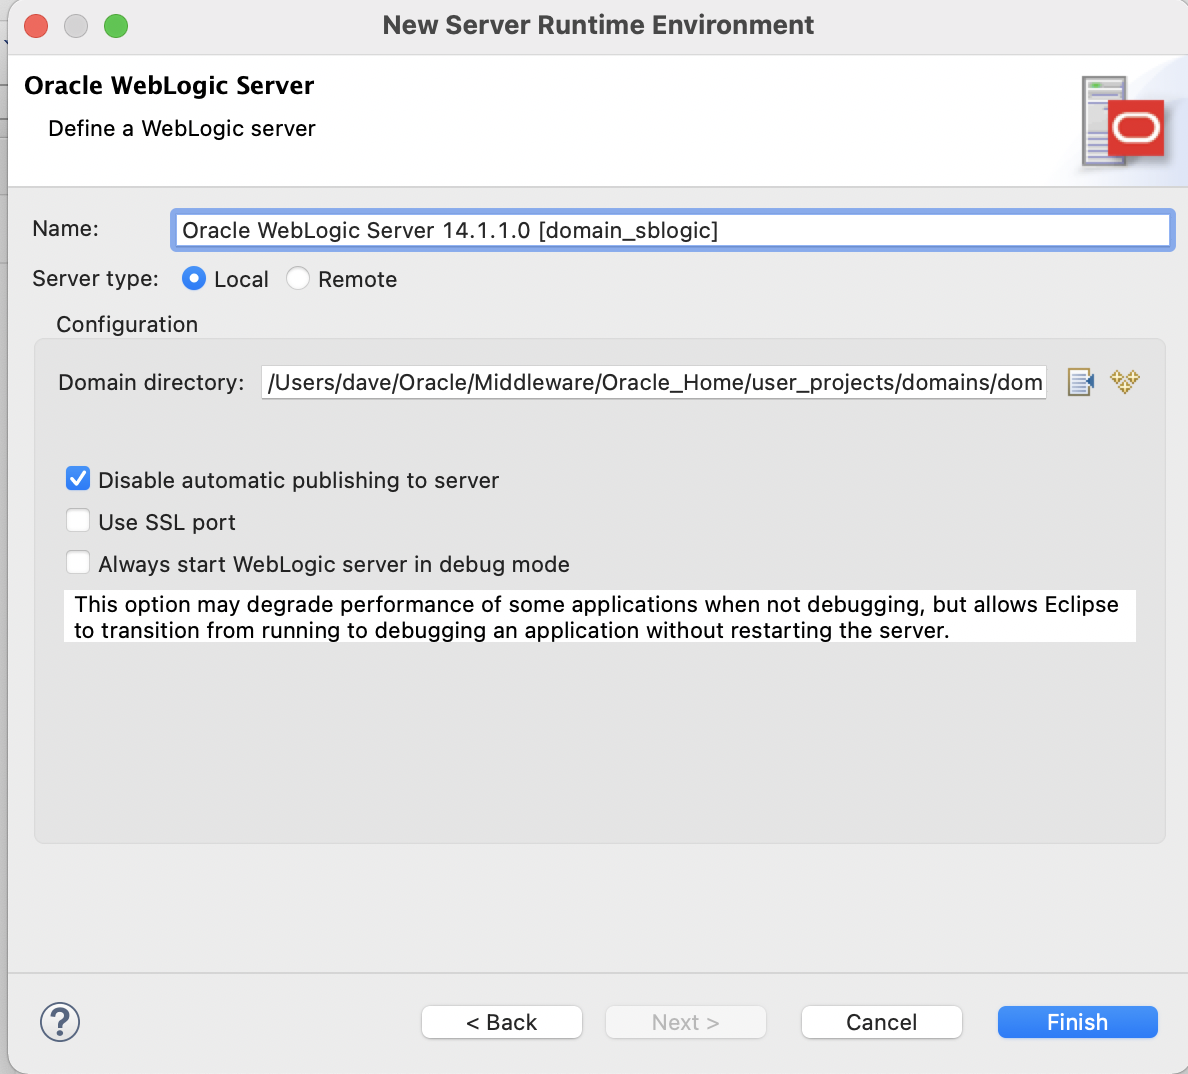 New Server Runtime Environment
Oracle WebLogic Server
Define a WebLogic server
Name: Oracle WebLogic Server 14.1.1.0 [domain_sblogic]
Server type: Local Remote
Configuration
Domain directory: /Users/dave/Oracle/Middleware/Oracle_Home/user_projects/domains/dom
Disable automatic publishing to server
Use SSL port
Always start WebLogic server in debug mode
This option may degrade performance of some applications when not debugging, but allows Eclipse
to transition from running to debugging an application without restarting the server.
? < Back Next > Cancel Finish